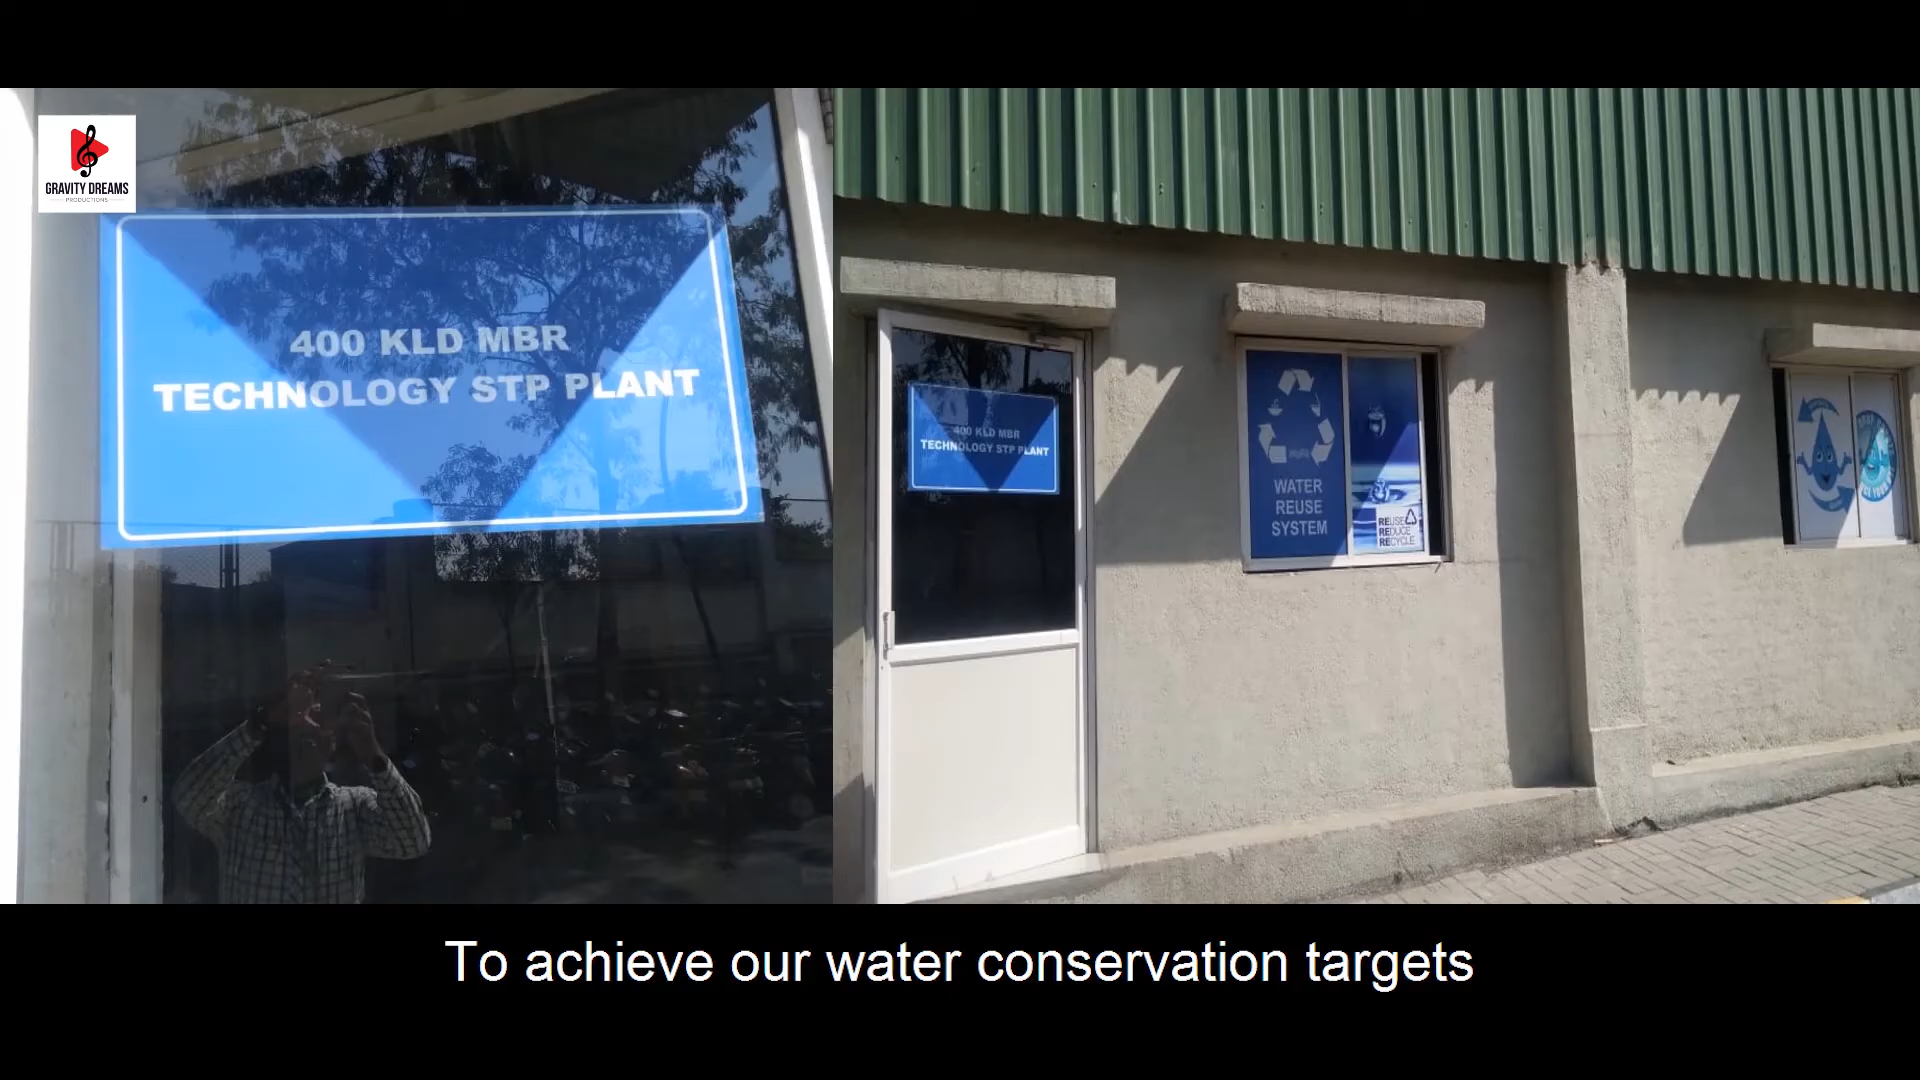 GRAVITY DREAMS
PRODUCTIONS
400 KLD MBR
TECHNOLOGY STP PLANT
400 KLD MBR
TECHNOLOGY STP PLANT
WATER
REUSE
SYSTEM
REUSE
REDUCE
RECYCLE
To achieve our water conservation targets